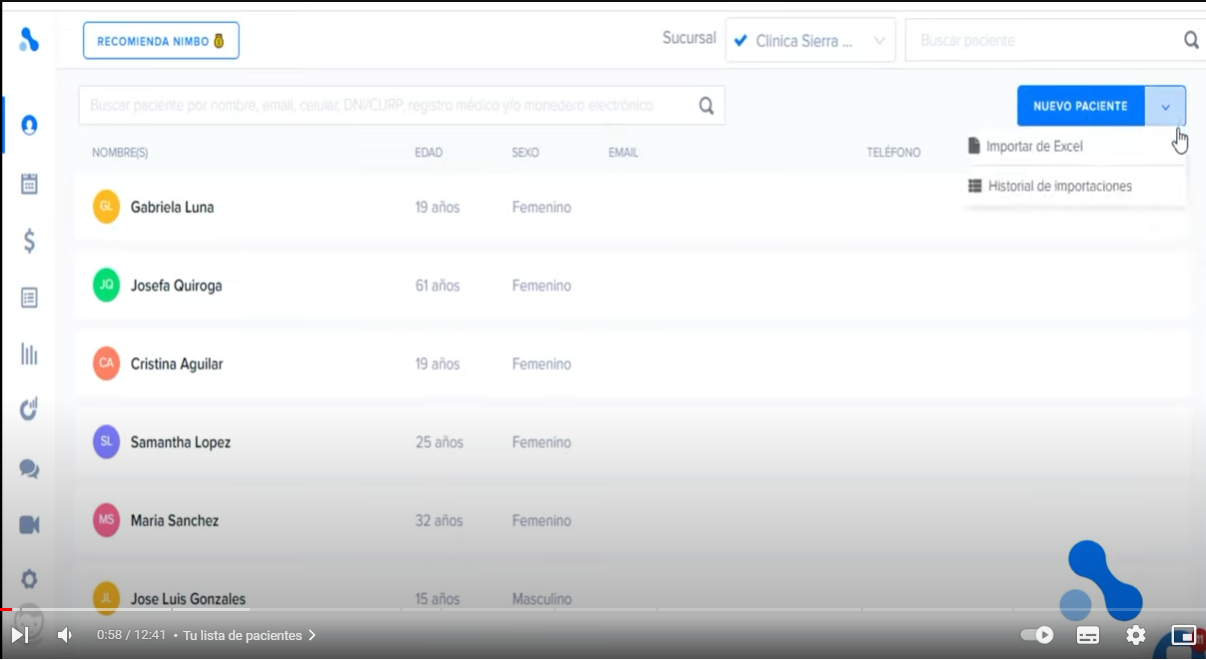 RECOMIENDA NIMBO
Sucursal
Clinica Sierra ...
Buscar paciente
Buscar paciente por nombre, email, celular, DNI/CURP, registro médico y/o monedero electrónico
NUEVO PACIENTE
Importar de Excel
Historial de importaciones
NOMBRE(S) EDAD SEXO EMAIL TELÉFONO
GL Gabriela Luna 19 años Femenino
JQ Josefa Quiroga 61 años Femenino
CA Cristina Aguilar 19 años Femenino
SL Samantha Lopez 25 años Femenino
MS Maria Sanchez 32 años Femenino
JL Jose Luis Gonzales 15 años Masculino
0:58 / 12:41 • Tu lista de pacientes